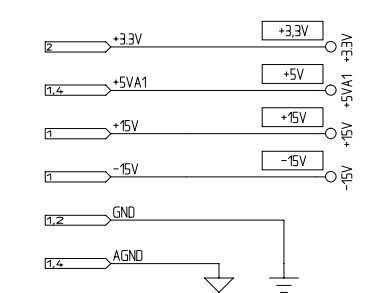 +3,3V
2 +3.3V +3.3V
+5V
1,4 +5VA1 +5VA1
+15V
1 +15V +15V
-15V
1 -15V -15V
1,2 GND
1,4 AGND